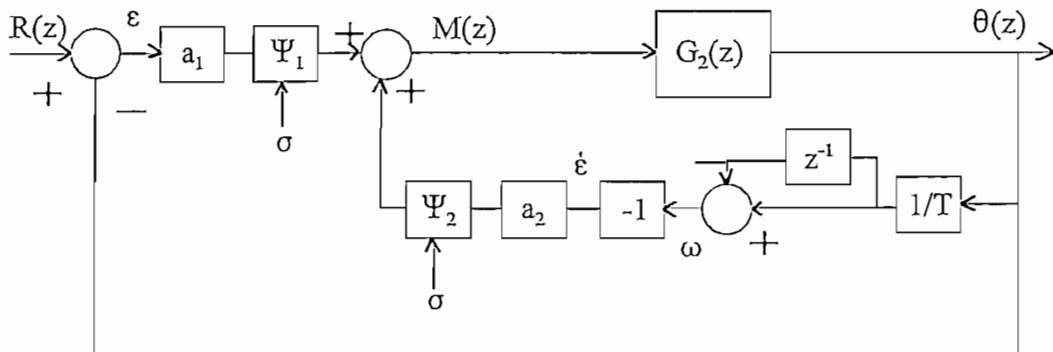 R(z)
ε
a₁
Ψ₁
+
M(z)
G₂(z)
θ(z)
+
−
σ
+
−
z⁻¹
ε̇
Ψ₂
a₂
-1
ω
+
1/T
σ